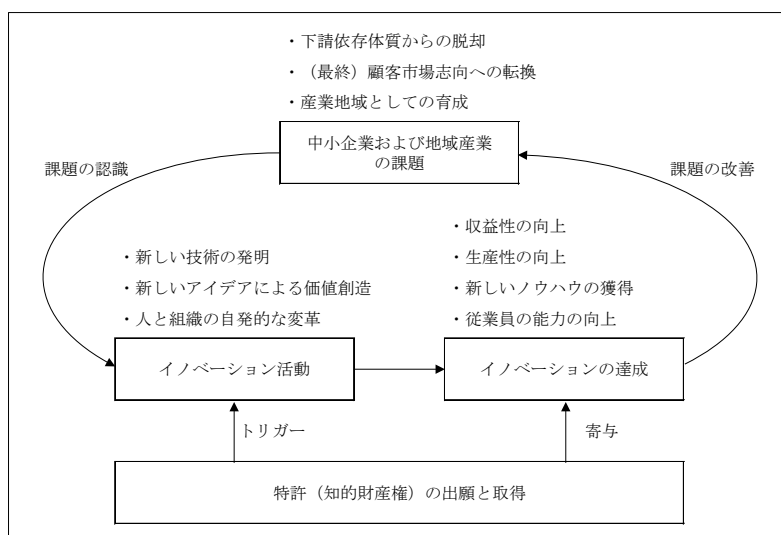 ・下請依存体質からの脱却
・（最終）顧客市場志向への転換
・産業地域としての育成
中小企業および地域産業
の課題
課題の認識
課題の改善
・収益性の向上
・生産性の向上
・新しいノウハウの獲得
・従業員の能力の向上
・新しい技術の発明
・新しいアイデアによる価値創造
・人と組織の自発的な変革
イノベーション活動
イノベーションの達成
トリガー
寄与
特許（知的財産権）の出願と取得